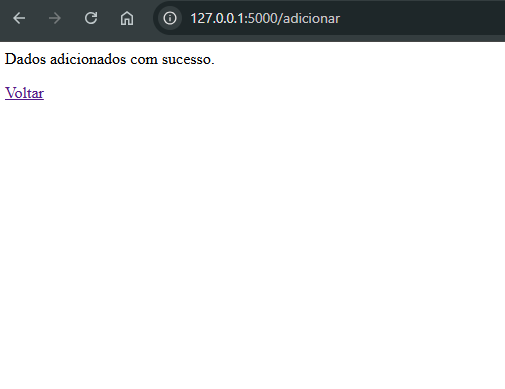 127.0.0.1:5000/adicionar
Dados adicionados com sucesso.
Voltar